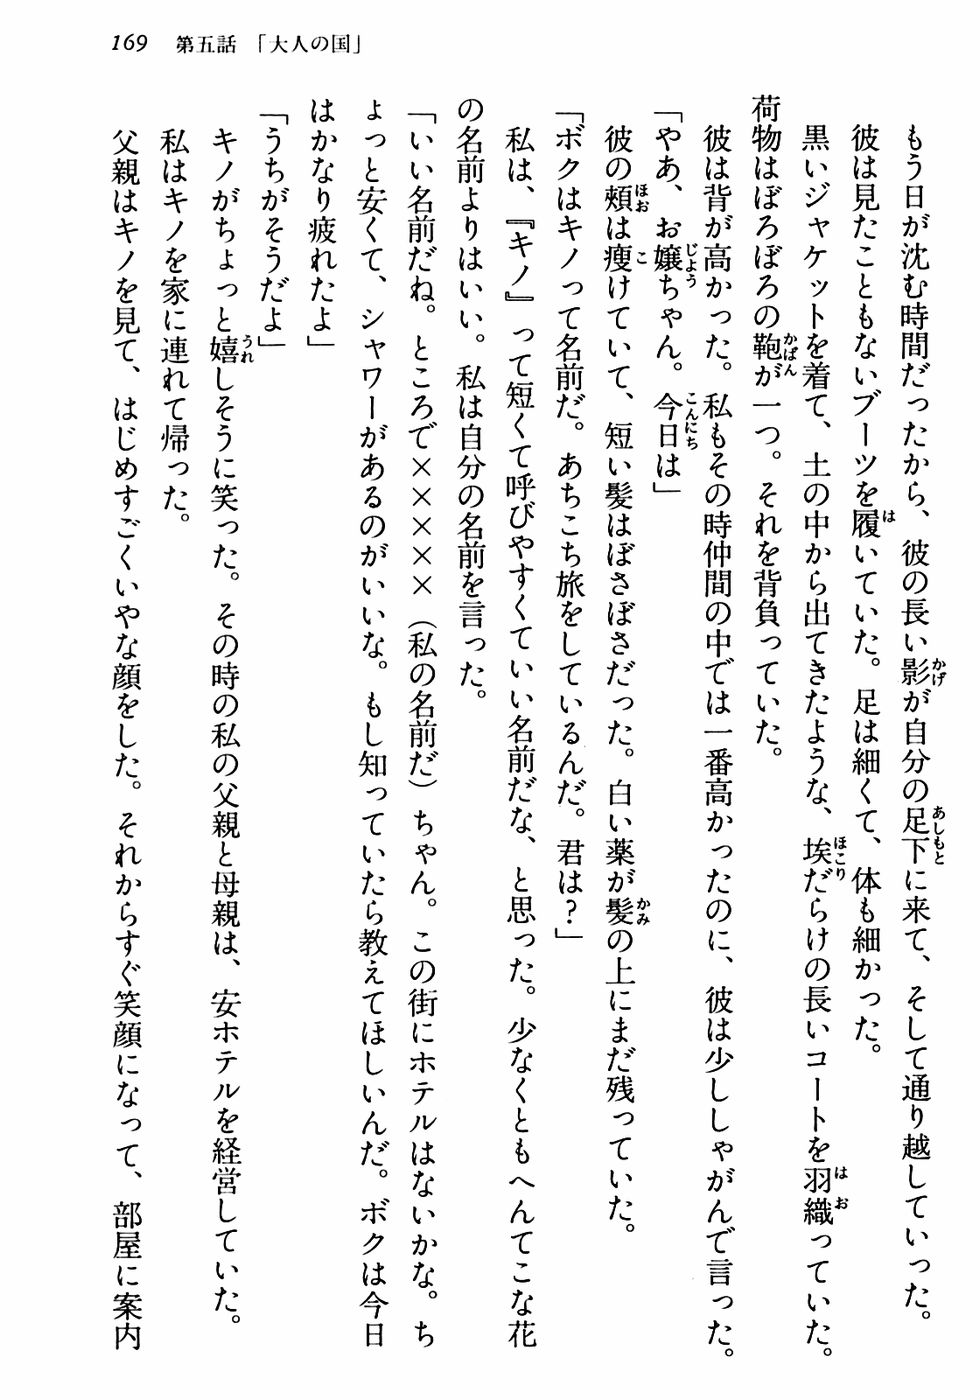 169 第五話 「大人の国」
もう日が沈む時間だったから、彼の長い影が自分の足下に来て、そして通り越していった。
彼は見たこともないブーツを履いていた。足は細くて、体も細かった。
黒いジャケットを着て、土の中から出てきたような、埃だらけの長いコートを羽織っていた。
荷物はぼろぼろの鞄が一つ。それを背負っていた。
彼は背が高かった。私もその時仲間の中では一番高かったのに、彼は少ししゃがんで言った。
「やあ、お嬢ちゃん。今日は」
彼の頰は瘦けていて、短い髪はぼさぼさだった。白い薬が髪の上にまだ残っていた。
「ボクはキノって名前だ。あちこち旅をしているんだ。君は？」
私は、『キノ』って短くて呼びやすくていい名前だな、と思った。少なくともへんてこな花
の名前よりはいい。私は自分の名前を言った。
「いい名前だね。ところで××××（私の名前だ）ちゃん。この街にホテルはないかな。ち
ょっと安くて、シャワーがあるのがいいな。もし知っていたら教えてほしいんだ。ボクは今日
はかなり疲れたよ」
「うちがそうだよ」
キノがちょっと嬉しそうに笑った。その時の私の父親と母親は、安ホテルを経営していた。
私はキノを家に連れて帰った。
父親はキノを見て、はじめすごくいやな顔をした。それからすぐ笑顔になって、部屋に案内